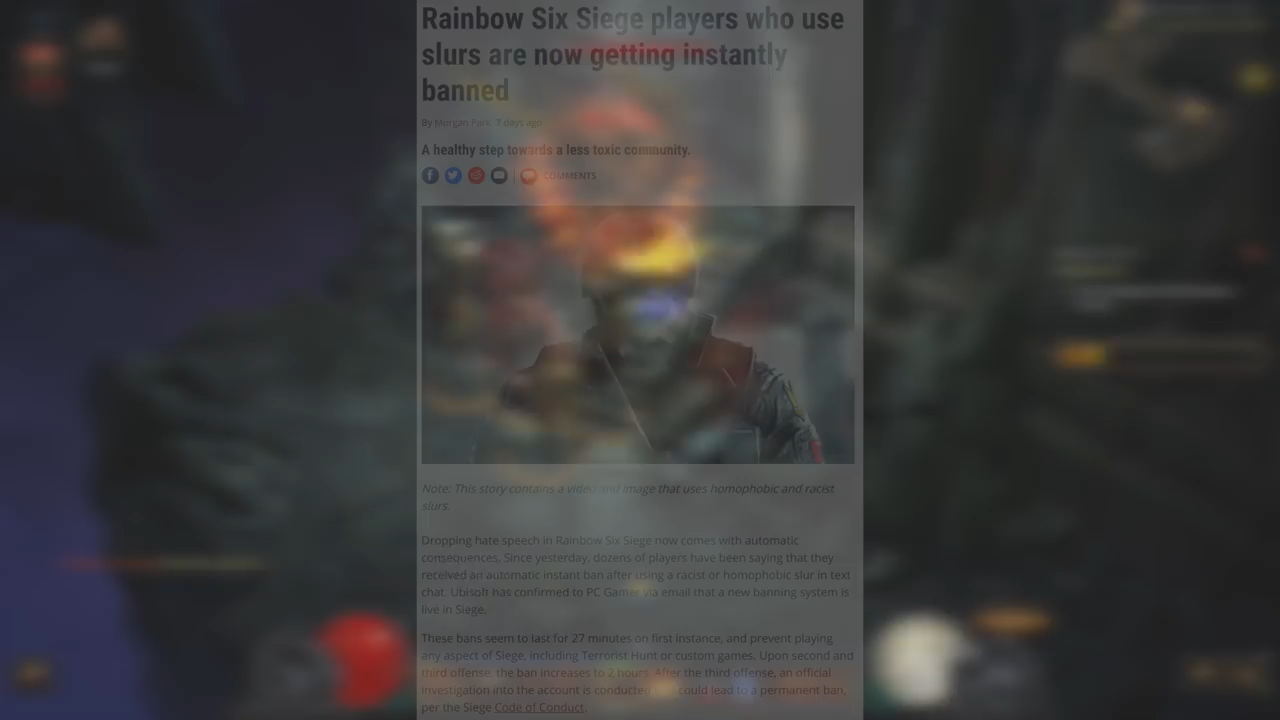 Rainbow Six Siege players who use
slurs are now getting instantly
banned
By Morgan Park 7 days ago
A healthy step towards a less toxic community.
COMMENTS
Note: This story contains a video and image that uses homophobic and racist
slurs.
Dropping hate speech in Rainbow Six Siege now comes with automatic
consequences. Since yesterday, dozens of players have been saying that they
received an automatic instant ban after using a racist or homophobic slur in text
chat. Ubisoft has confirmed to PC Gamer via email that a new banning system is
live in Siege.
These bans seem to last for 27 minutes on first instance, and prevent playing
any aspect of Siege, including Terrorist Hunt or custom games. Upon second and
third offense, the ban increases to 2 hours. After the third offense, an official
investigation into the account is conducted could lead to a permanent ban,
per the Siege Code of Conduct.